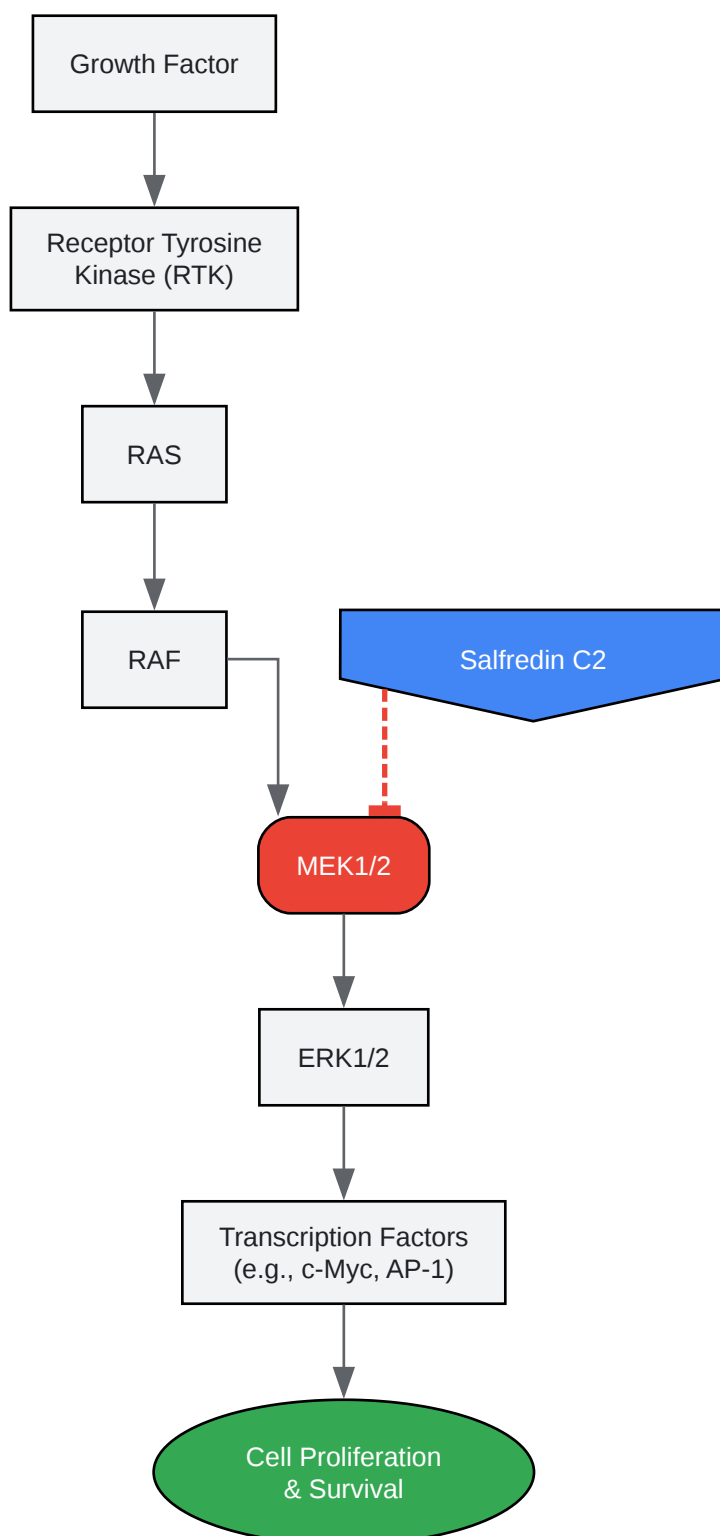 Growth Factor
Receptor Tyrosine
Kinase (RTK)
RAS
RAF
Salfredin C2
MEK1/2
ERK1/2
Transcription Factors
(e.g., c-Myc, AP-1)
Cell Proliferation
& Survival